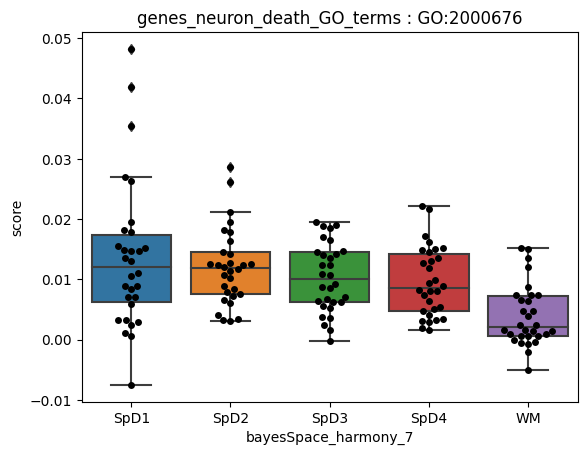 genes_neuron_death_GO_terms : GO:2000676
0.05
0.04
0.03
0.02
0.01
0.00
−0.01
score
SpD1 SpD2 SpD3 SpD4 WM
bayesSpace_harmony_7